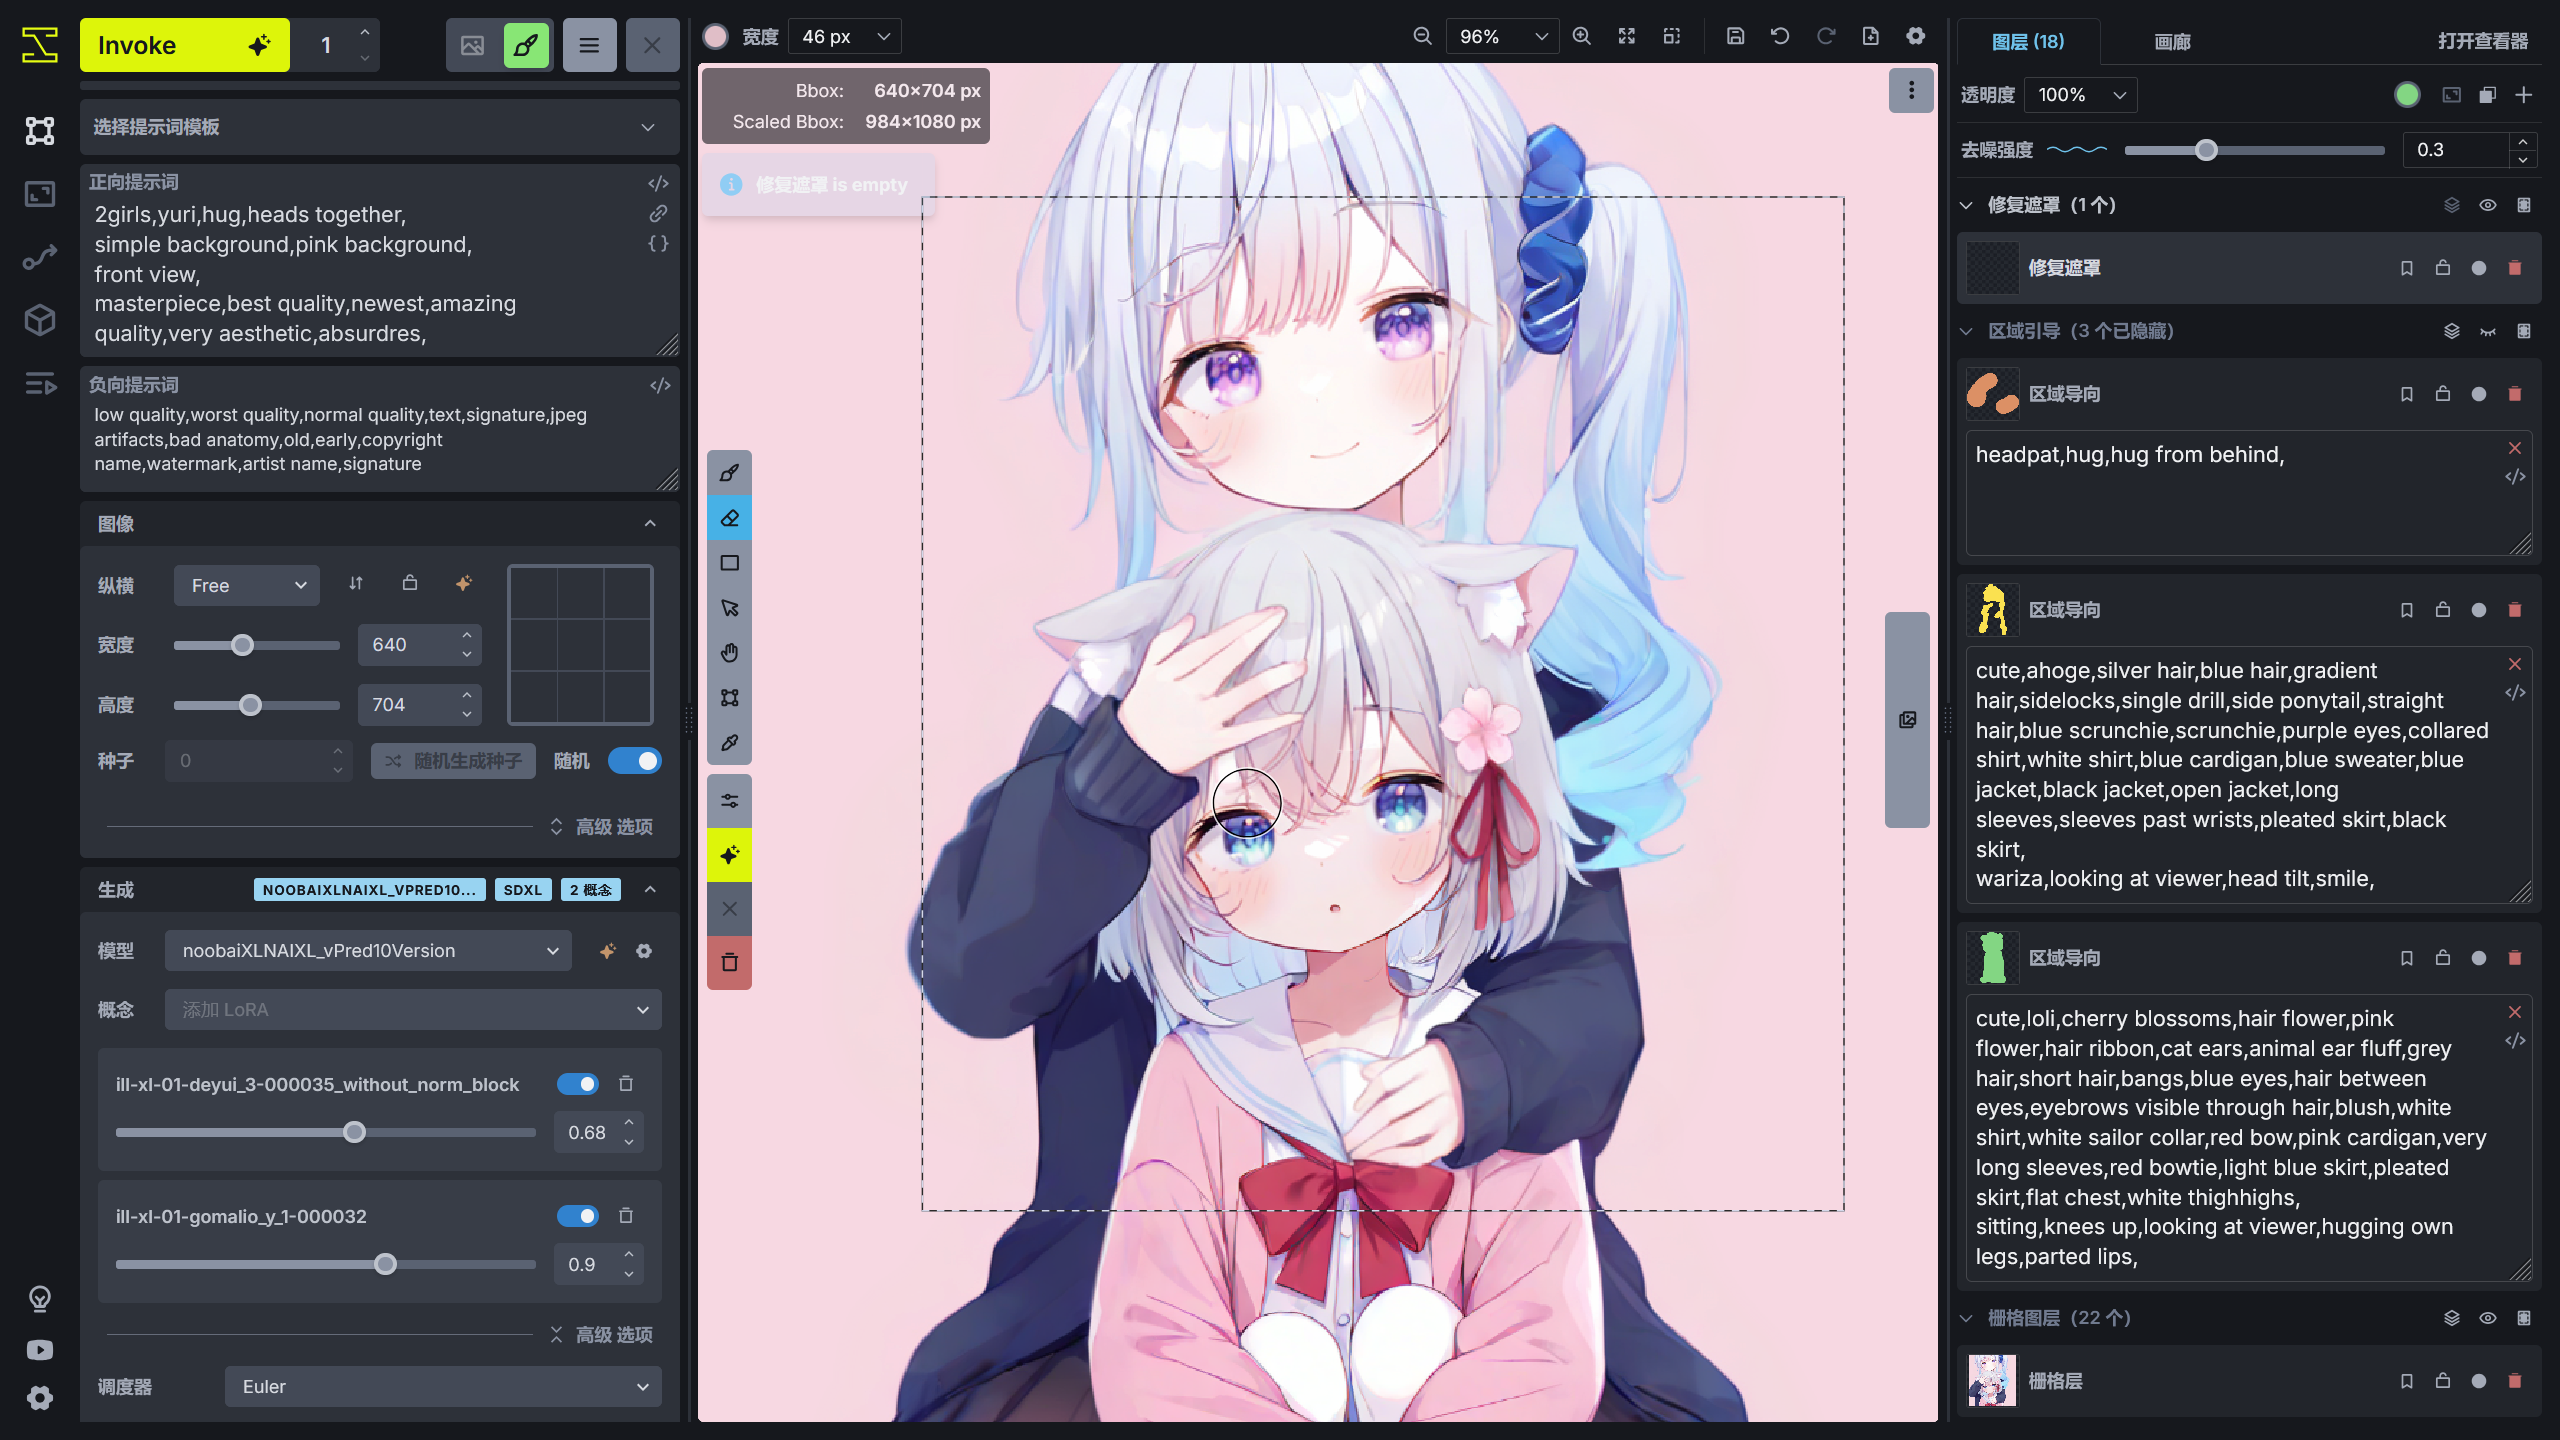 Invoke
1
选择提示词模板
正向提示词
2girls,yuri,hug,heads together,
simple background,pink background,
front view,
masterpiece,best quality,newest,amazing
quality,very aesthetic,absurdres,
负向提示词
low quality,worst quality,normal quality,text,signature,jpeg
artifacts,bad anatomy,old,early,copyright
name,watermark,artist name,signature
图像
纵横
Free
宽度
640
高度
704
种子
0
随机生成种子
随机
高级 选项
生成
NOOBAIXLNAIXL_VPRED10...
SDXL
2 概念
模型
noobaiXLNAIXL_vPred10Version
概念
添加 LoRA
ill-xl-01-deyui_3-000035_without_norm_block
0.68
ill-xl-01-gomalio_y_1-000032
0.9
高级 选项
调度器
Euler
宽度
46 px
96%
Bbox: 640×704 px
Scaled Bbox: 984×1080 px
修复遮罩 is empty
图层 (18)
画廊
打开查看器
透明度
100%
去噪强度
0.3
修复遮罩 (1 个)
修复遮罩
区域引导 (3 个已隐藏)
区域导向
headpat,hug,hug from behind,
区域导向
cute,ahoge,silver hair,blue hair,gradient
hair,sidelocks,single drill,side ponytail,straight
hair,blue scrunchie,scrunchie,purple eyes,collared
shirt,white shirt,blue cardigan,blue sweater,blue
jacket,black jacket,open jacket,long
sleeves,sleeves past wrists,pleated skirt,black
skirt,
wariza,looking at viewer,head tilt,smile,
区域导向
cute,loli,cherry blossoms,hair flower,pink
flower,hair ribbon,cat ears,animal ear fluff,grey
hair,short hair,bangs,blue eyes,hair between
eyes,eyebrows visible through hair,blush,white
shirt,white sailor collar,red bow,pink cardigan,very
long sleeves,red bowtie,light blue skirt,pleated
skirt,flat chest,white thighhighs,
sitting,knees up,looking at viewer,hugging own
legs,parted lips,
栅格图层 (22 个)
栅格层